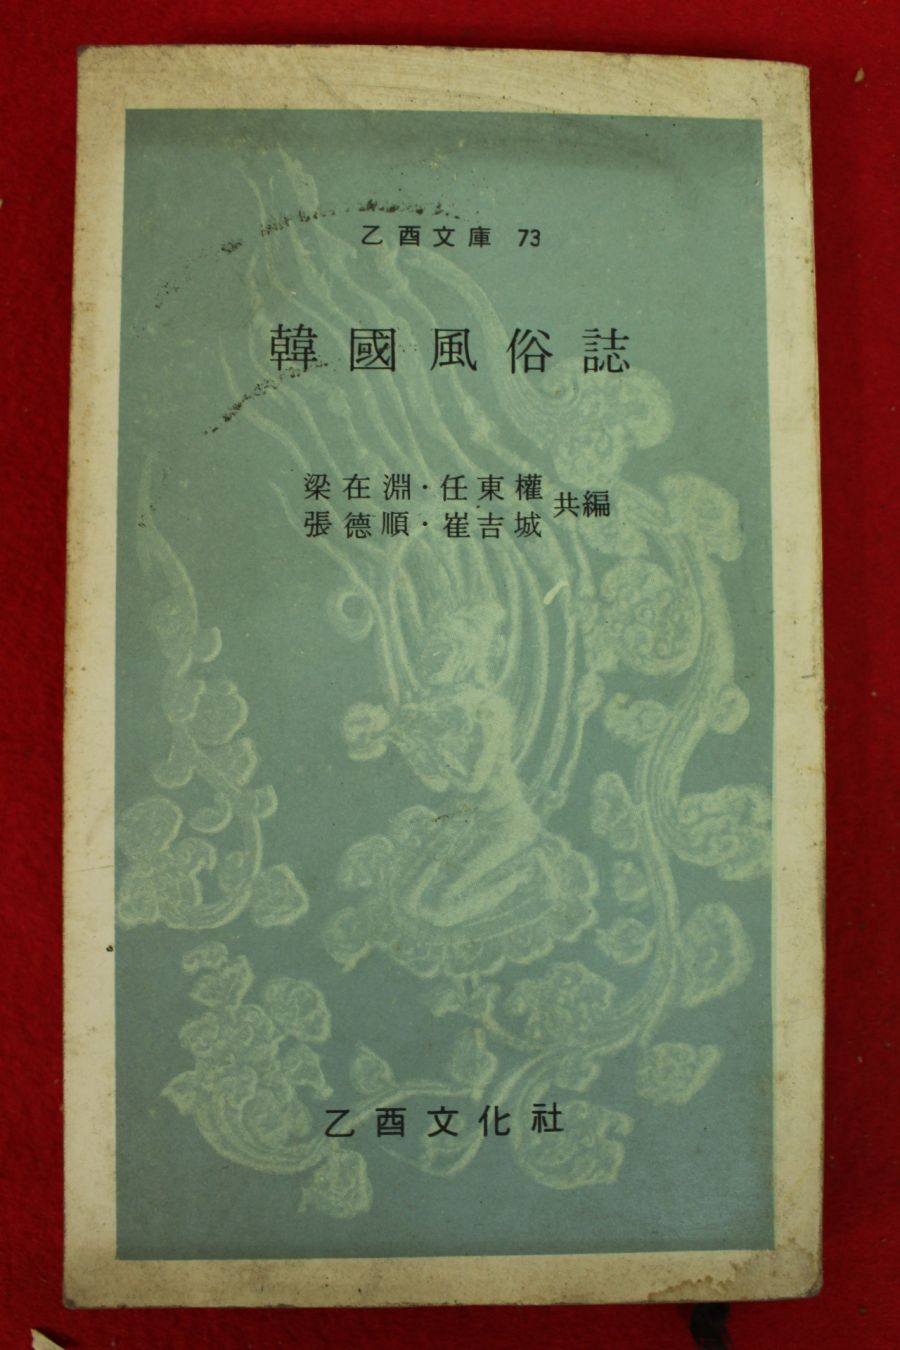 乙酉文庫 73
韓國風俗誌
梁在淵·任東權
張德順·崔吉城
共編
乙酉文化社